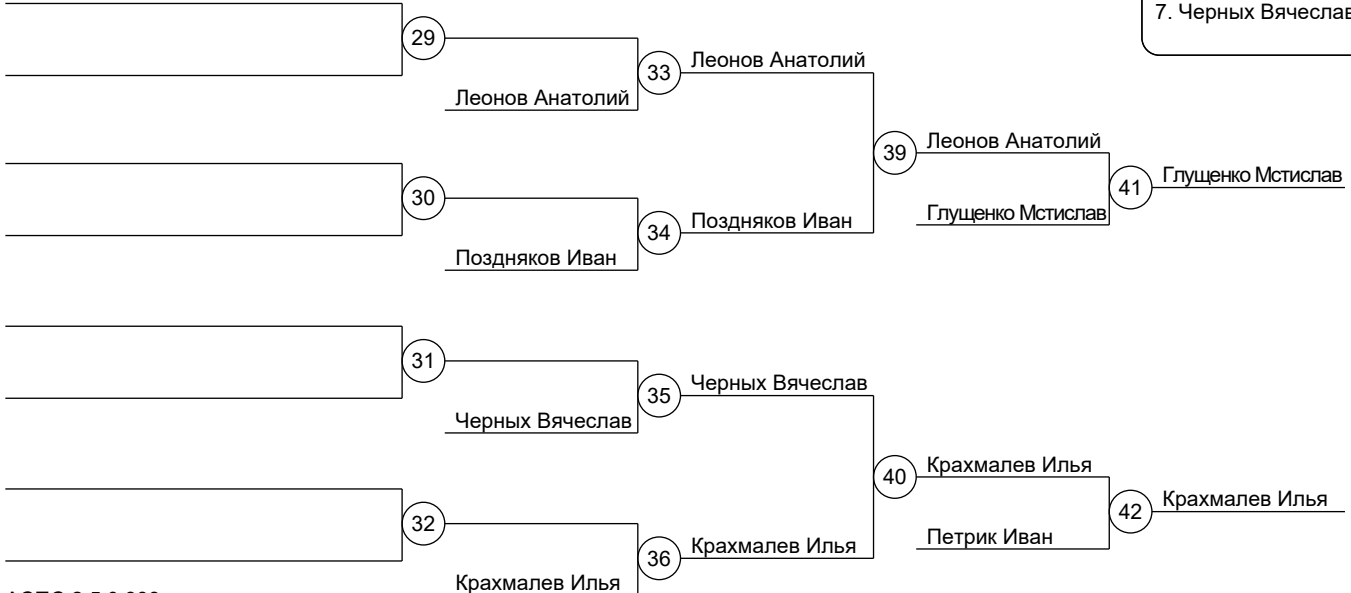 7. Черных Вячеслав
29
Леонов Анатолий
33
Леонов Анатолий
Леонов Анатолий
39
Глущенко Мстислав
41
30
Глущенко Мстислав
Поздняков Иван
34
Поздняков Иван
31
Черных Вячеслав
35
Черных Вячеслав
Крахмалев Илья
40
Крахмалев Илья
42
32
Петрик Иван
Крахмалев Илья
36
Крахмалев Илья